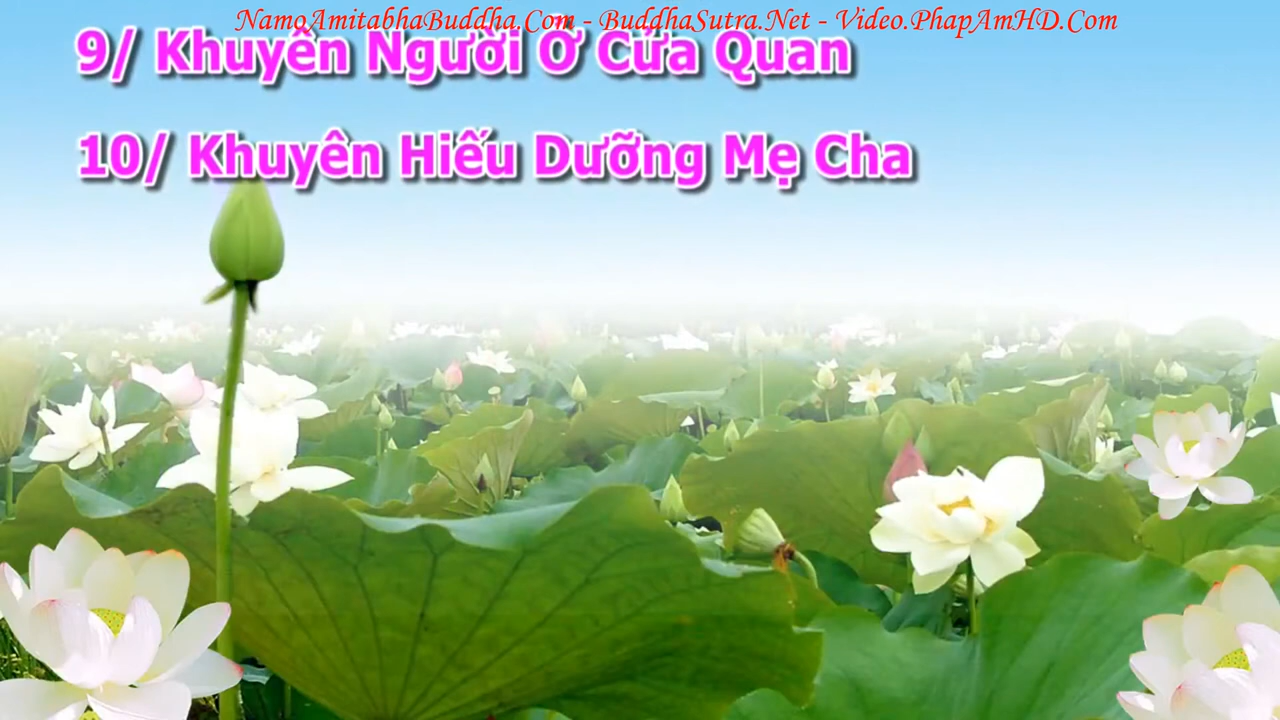 NamoAmitabhaBuddha.Com - BuddhaSutra.Net - Video.PhapAmHD.Com
9/ Khuyên Người Ở Cửa Quan
10/ Khuyên Hiếu Dưỡng Mẹ Cha